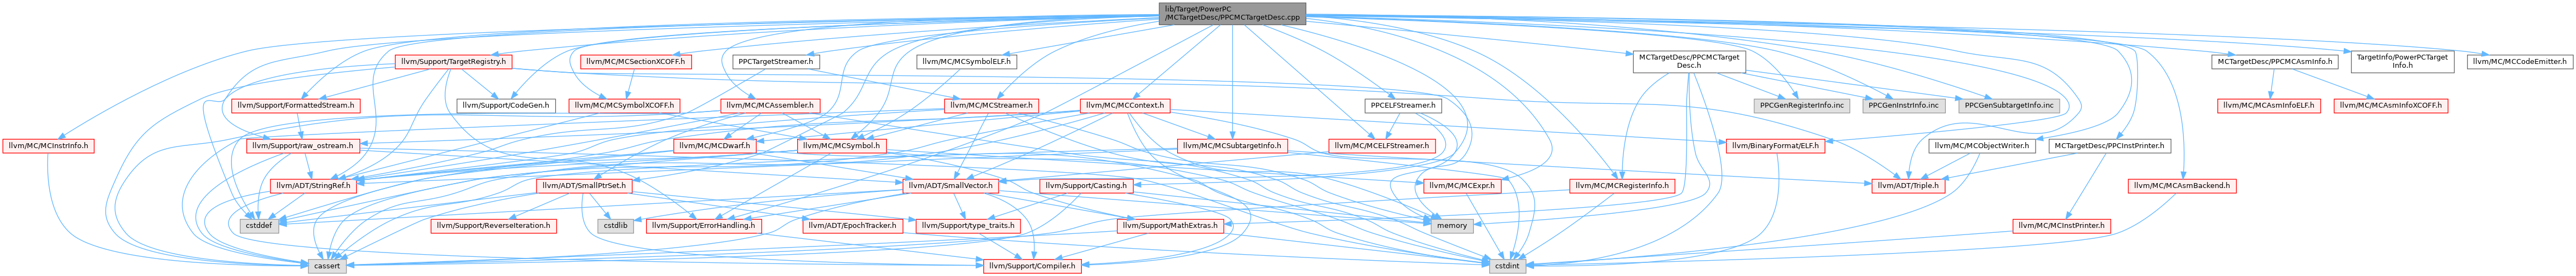 lib/Target/PowerPC
/MCTargetDesc/PPCMCTargetDesc.cpp
llvm/Support/TargetRegistry.h
llvm/MC/MCSectionXCOFF.h
PPCTargetStreamer.h
llvm/MC/MCSymbolELF.h
MCTargetDesc/PPCMCTarget
Desc.h
MCTargetDesc/PPCMCAsmInfo.h
TargetInfo/PowerPCTarget
Info.h
llvm/MC/MCCodeEmitter.h
llvm/Support/FormattedStream.h
llvm/Support/CodeGen.h
llvm/MC/MCSymbolXCOFF.h
llvm/MC/MCAssembler.h
llvm/MC/MCStreamer.h
llvm/MC/MCContext.h
PPCELFStreamer.h
PPCGenRegisterInfo.inc
PPCGenInstrInfo.inc
PPCGenSubtargetInfo.inc
llvm/MC/MCAsmInfoELF.h
llvm/MC/MCAsmInfoXCOFF.h
llvm/MC/MCInstrInfo.h
llvm/Support/raw_ostream.h
llvm/MC/MCDwarf.h
llvm/MC/MCSymbol.h
llvm/MC/MCSubtargetInfo.h
llvm/MC/MCELFStreamer.h
llvm/BinaryFormat/ELF.h
llvm/MC/MCObjectWriter.h
MCTargetDesc/PPCInstPrinter.h
llvm/ADT/StringRef.h
llvm/ADT/SmallPtrSet.h
llvm/ADT/SmallVector.h
llvm/Support/Casting.h
llvm/MC/MCExpr.h
llvm/MC/MCRegisterInfo.h
llvm/ADT/Triple.h
llvm/MC/MCAsmBackend.h
cstddef
llvm/Support/ReverseIteration.h
cstdlib
llvm/Support/ErrorHandling.h
llvm/ADT/EpochTracker.h
llvm/Support/type_traits.h
llvm/Support/MathExtras.h
memory
llvm/MC/MCInstPrinter.h
cassert
llvm/Support/Compiler.h
cstdint